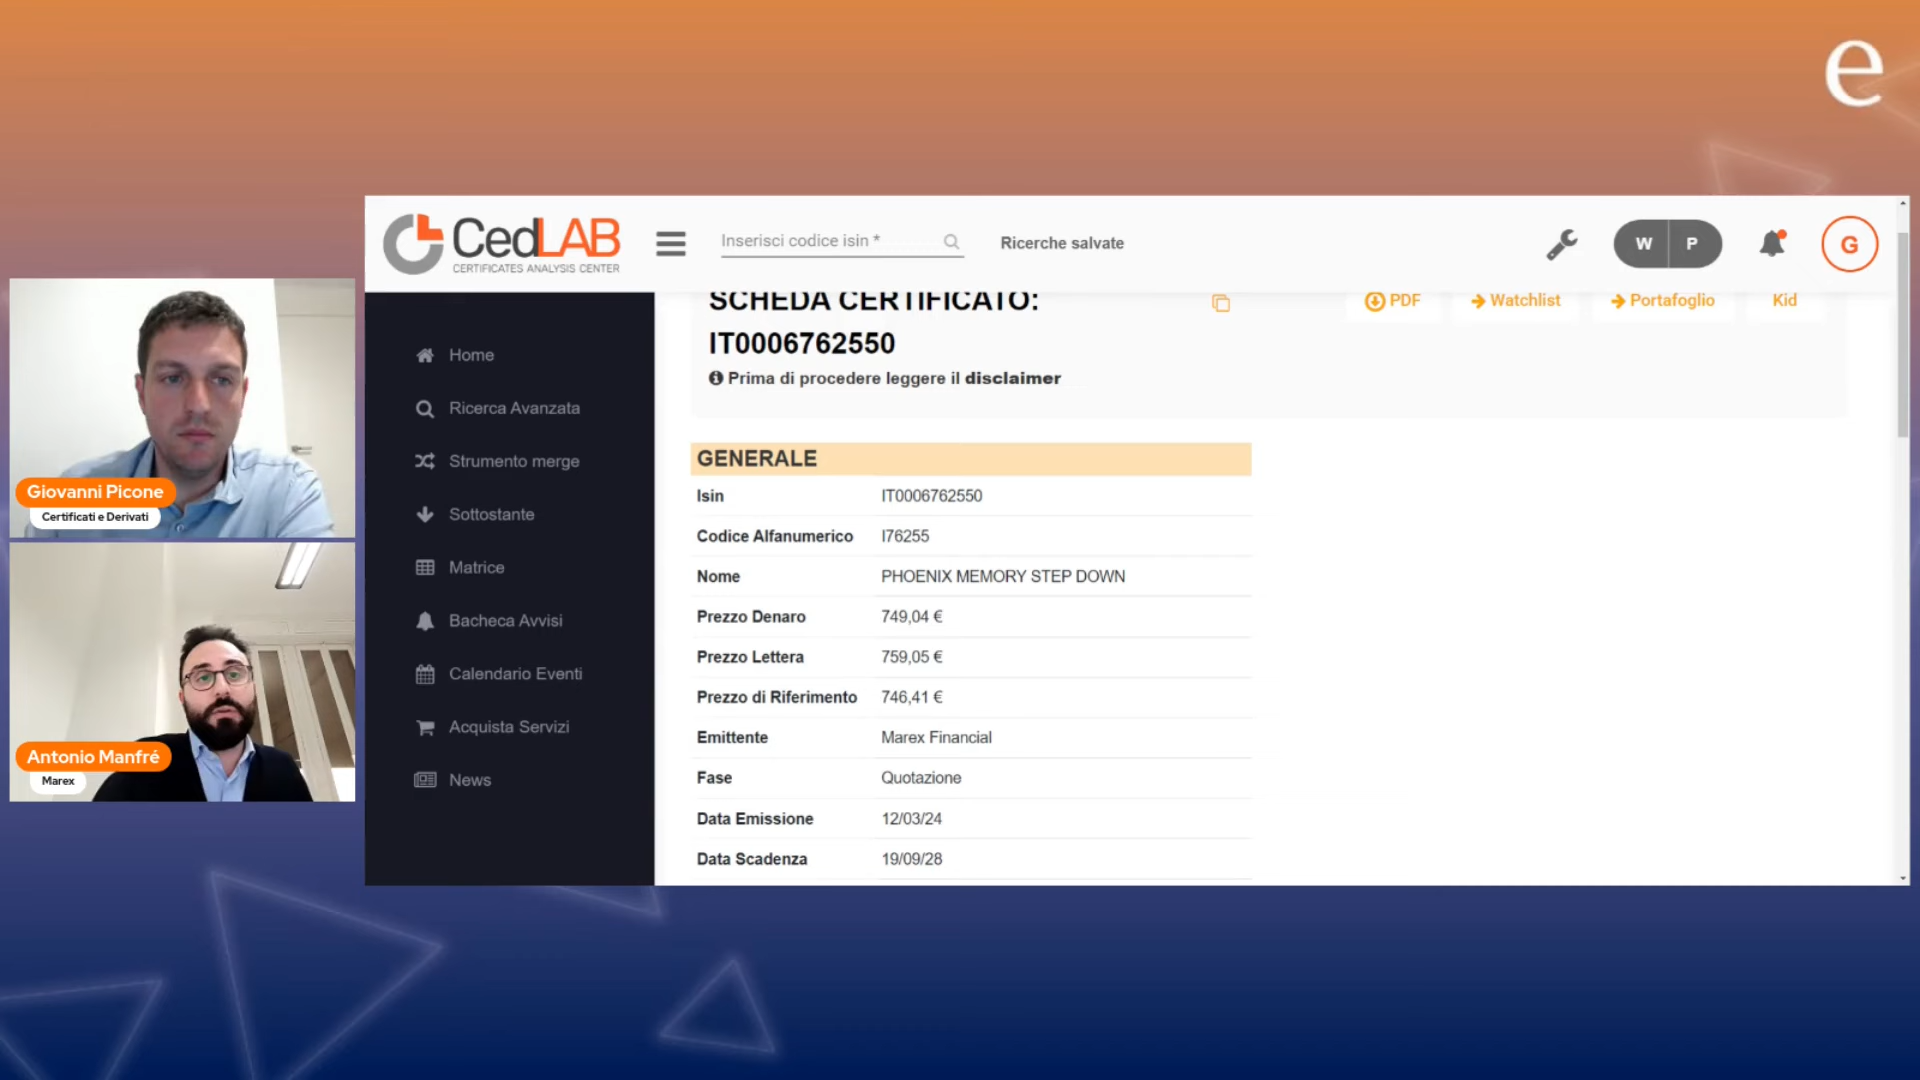 e
CedLAB
CERTIFICATES ANALYSIS CENTER
Inserisci codice isin *
Ricerche salvate
W
P
G
SCHEDA CERTIFICATO:
IT0006762550
Prima di procedere leggere il disclaimer
PDF
Watchlist
Portafoglio
Kid
Home
Ricerca Avanzata
Strumento merge
Sottostante
Matrice
Bacheca Avvisi
Calendario Eventi
Acquista Servizi
News
GENERALE
Isin IT0006762550
Codice Alfanumerico I76255
Nome PHOENIX MEMORY STEP DOWN
Prezzo Denaro 749,04 €
Prezzo Lettera 759,05 €
Prezzo di Riferimento 746,41 €
Emittente Marex Financial
Fase Quotazione
Data Emissione 12/03/24
Data Scadenza 19/09/28
Giovanni Picone
Certificati e Derivati
Antonio Manfré
Marex